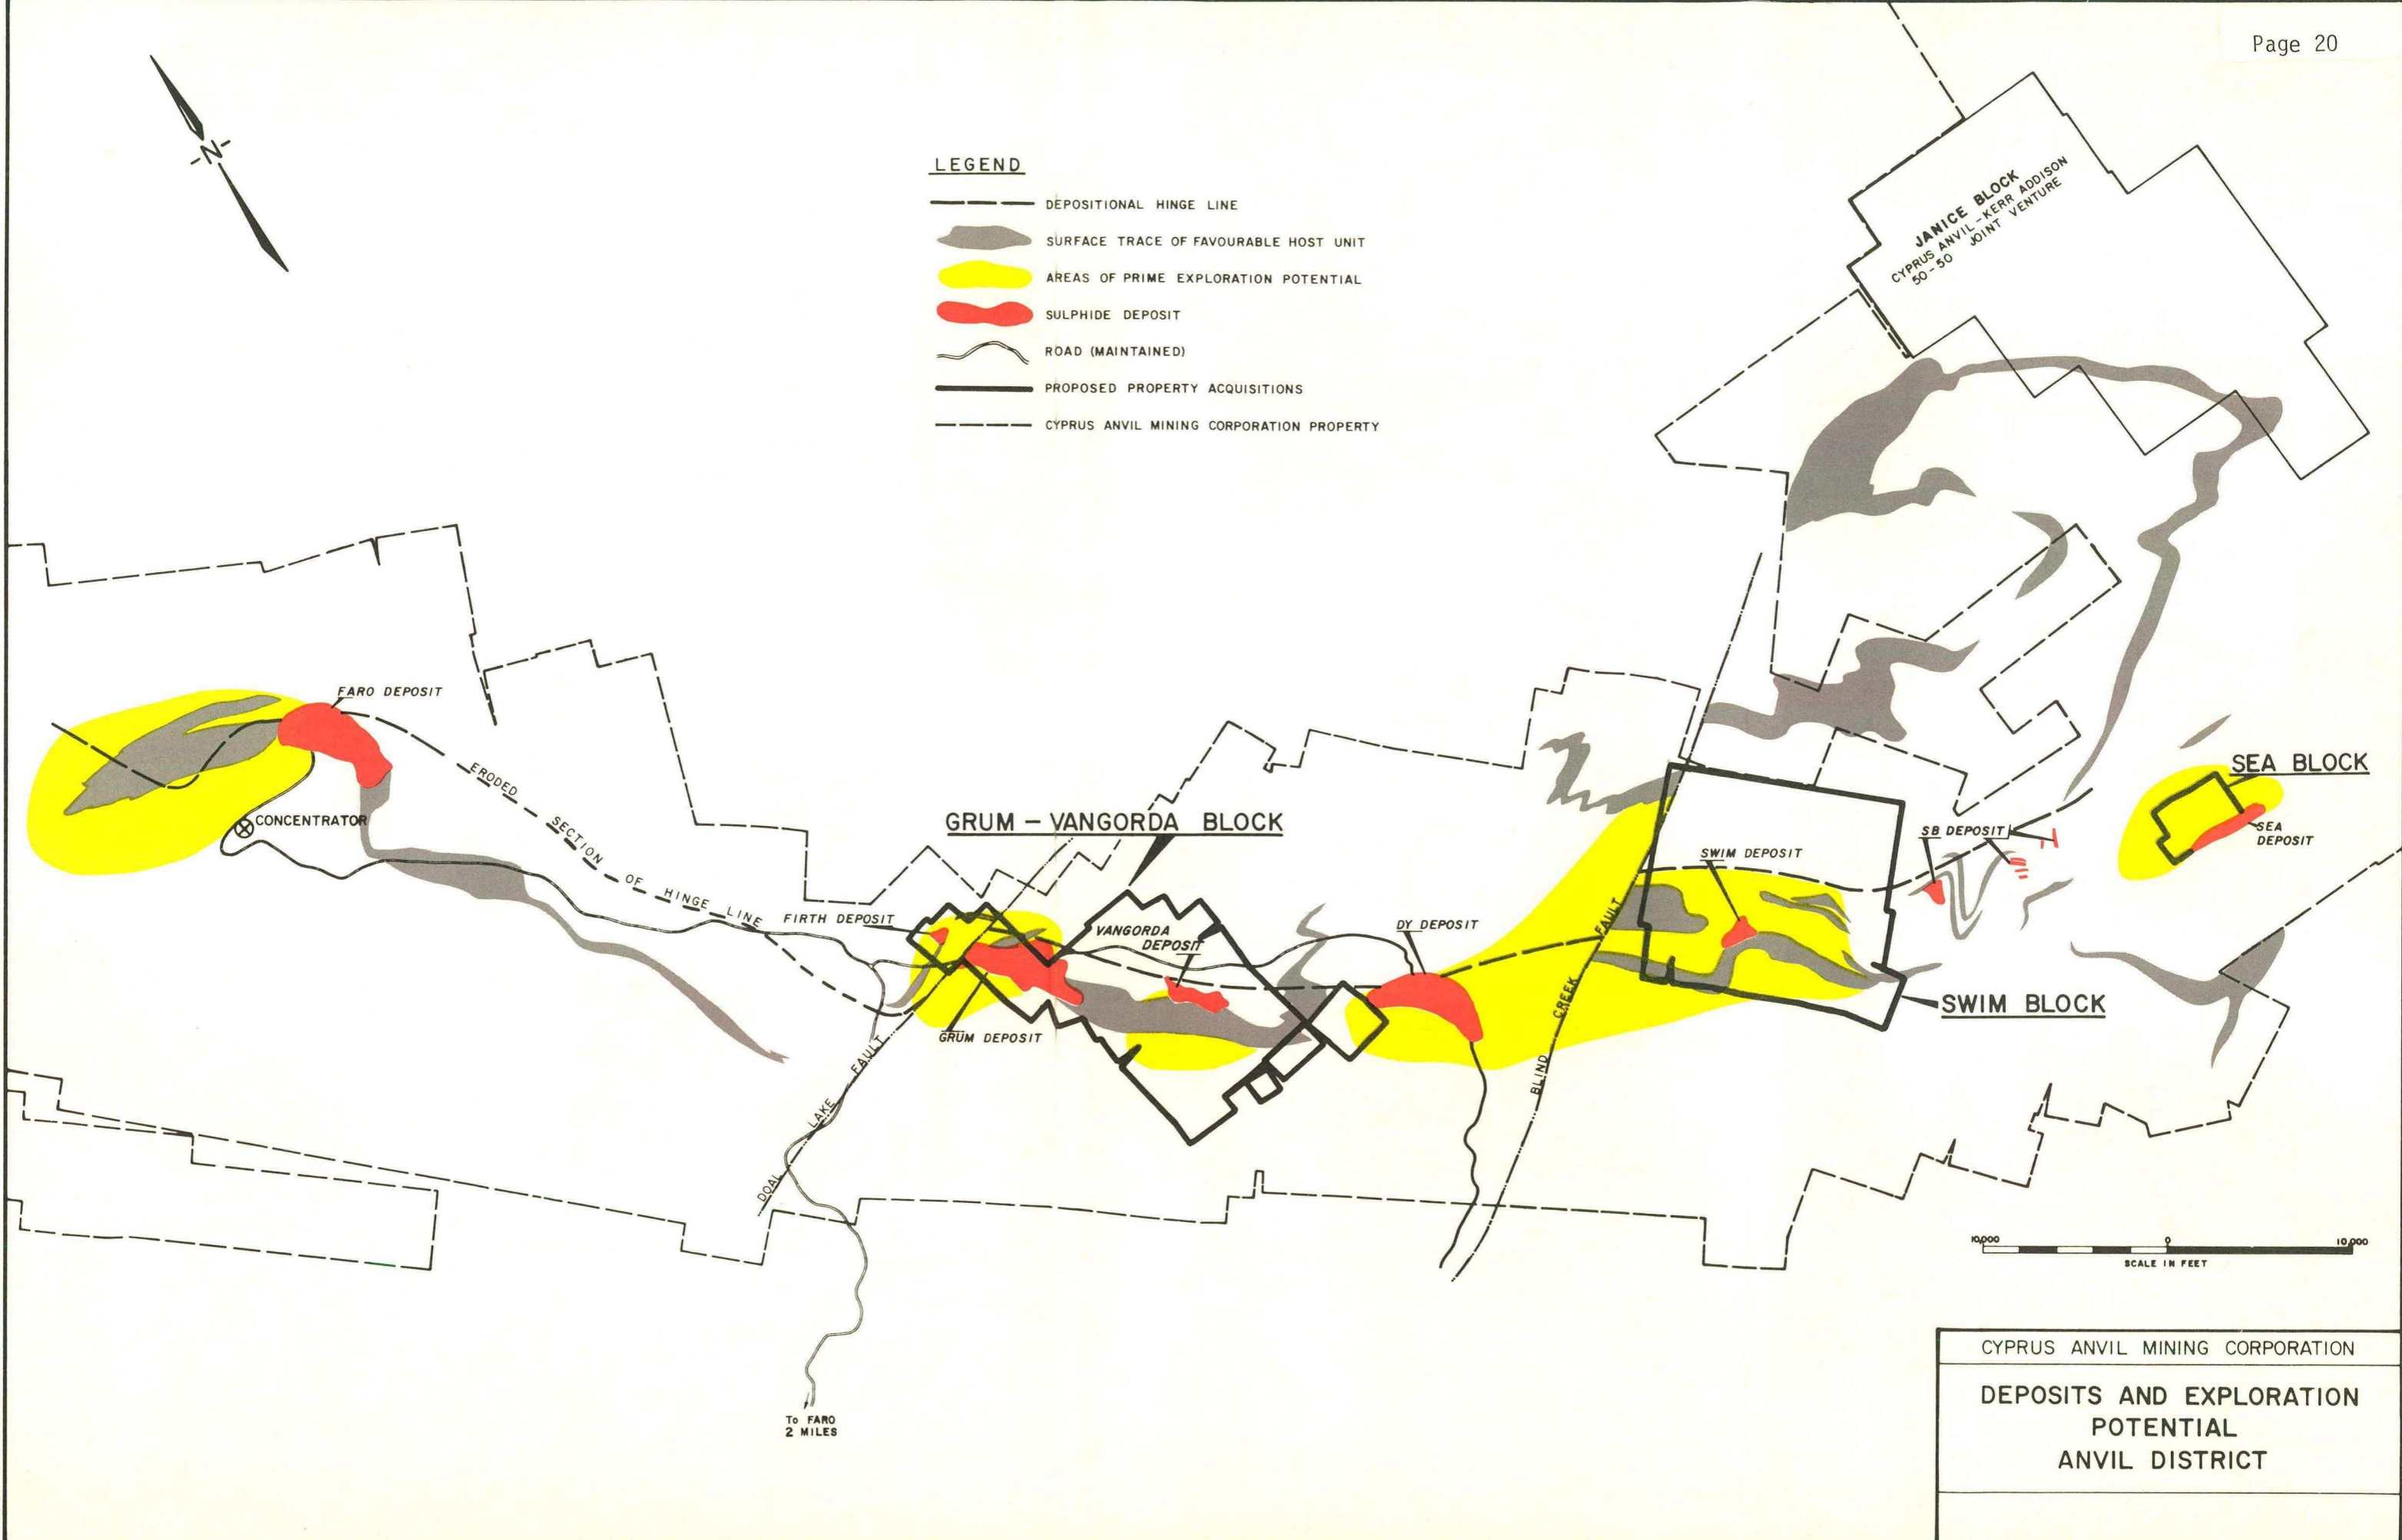 Page 20
N
LEGEND
DEPOSITIONAL HINGE LINE
SURFACE TRACE OF FAVOURABLE HOST UNIT
AREAS OF PRIME EXPLORATION POTENTIAL
SULPHIDE DEPOSIT
ROAD (MAINTAINED)
PROPOSED PROPERTY ACQUISITIONS
CYPRUS ANVIL MINING CORPORATION PROPERTY
JANICE BLOCK
CYPRUS ANVIL - KERR ADDISON
50-50 JOINT VENTURE
FARO DEPOSIT
CONCENTRATOR
ERODED SECTION OF HINGE LINE
GRUM - VANGORDA BLOCK
FIRTH DEPOSIT
VANGORDA
DEPOSIT
GRUM DEPOSIT
DY DEPOSIT
DOAL LAKE FAULT
BLIND CREEK FAULT
SWIM DEPOSIT
SB DEPOSIT
SEA BLOCK
SEA
DEPOSIT
SWIM BLOCK
To FARO
2 MILES
10,000 0 10,000
SCALE IN FEET
CYPRUS ANVIL MINING CORPORATION
DEPOSITS AND EXPLORATION
POTENTIAL
ANVIL DISTRICT